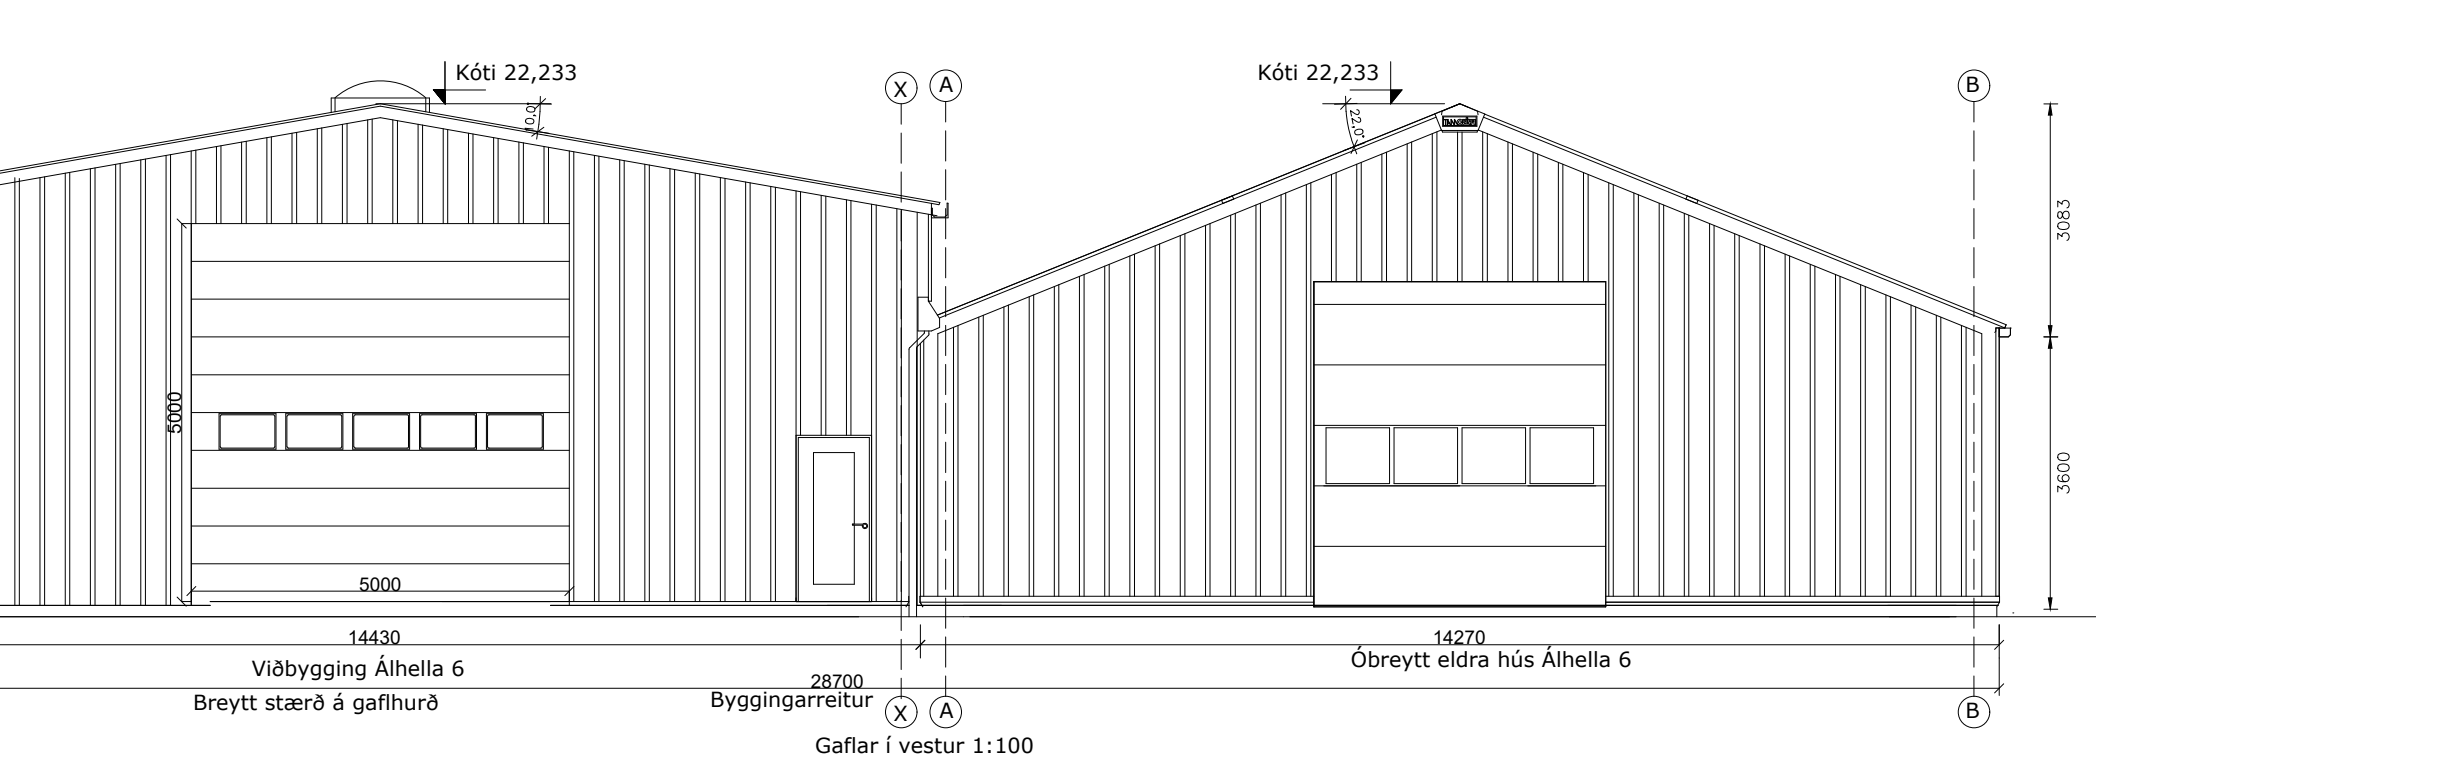 Kóti 22,233
Kóti 22,233
X
A
B
10,0°
22,0°
3083
5000
3600
5000
14430
14270
Viðbygging Álhella 6
Óbreytt eldra hús Álhella 6
28700
Breytt stærð á gaflhurð
Byggingarreitur
X
A
B
Gaflar í vestur 1:100